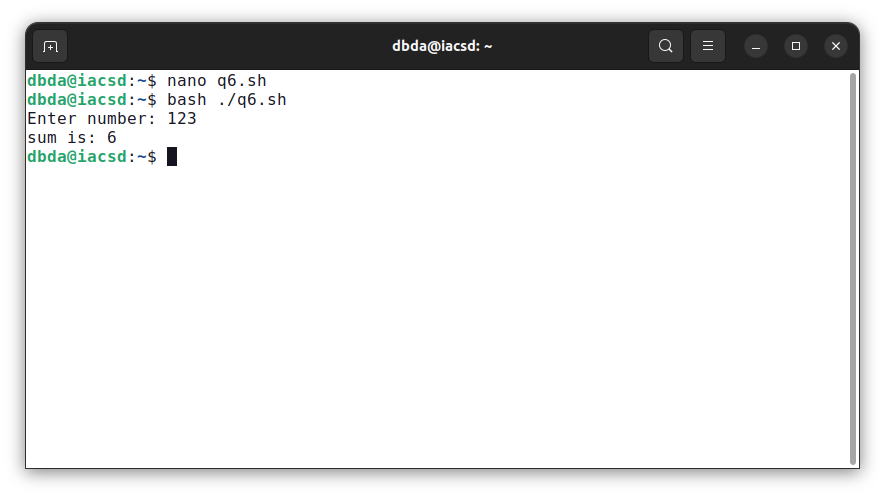 dbda@iacsd: ~
dbda@iacsd:~$ nano q6.sh
dbda@iacsd:~$ bash ./q6.sh
Enter number: 123
sum is: 6
dbda@iacsd:~$